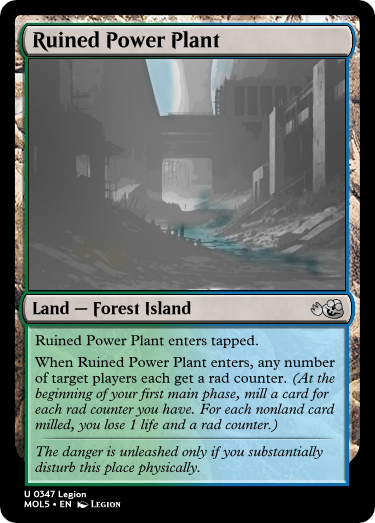 Ruined Power Plant
Land — Forest Island
Ruined Power Plant enters tapped.
When Ruined Power Plant enters, any number
of target players each get a rad counter. (At the
beginning of your first main phase, mill a card for
each rad counter you have. For each nonland card
milled, you lose 1 life and a rad counter.)
The danger is unleashed only if you substantially
disturb this place physically.
U 0347 Legion
MOL5 • EN Legion